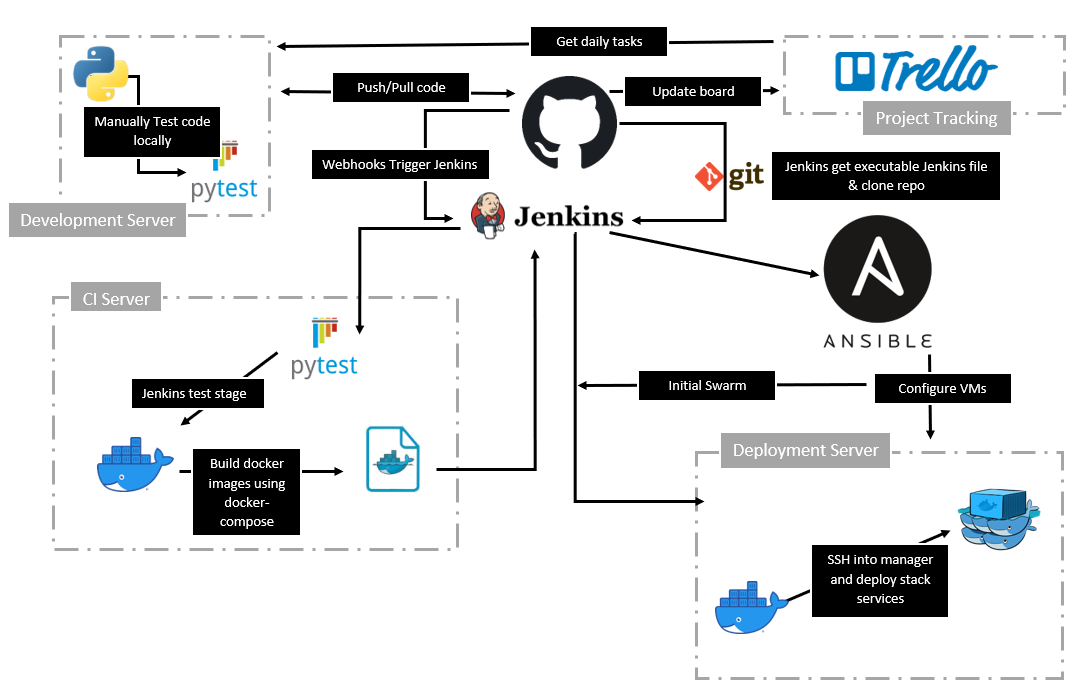 Get daily tasks
Trello
Project Tracking
Push/Pull code
Update board
Manually Test code
locally
pytest
Development Server
Webhooks Trigger Jenkins
git
Jenkins get executable Jenkins file
& clone repo
Jenkins
ANSIBLE
CI Server
pytest
Jenkins test stage
Initial Swarm
Configure VMs
Deployment Server
Build docker
images using
docker-
compose
SSH into manager
and deploy stack
services